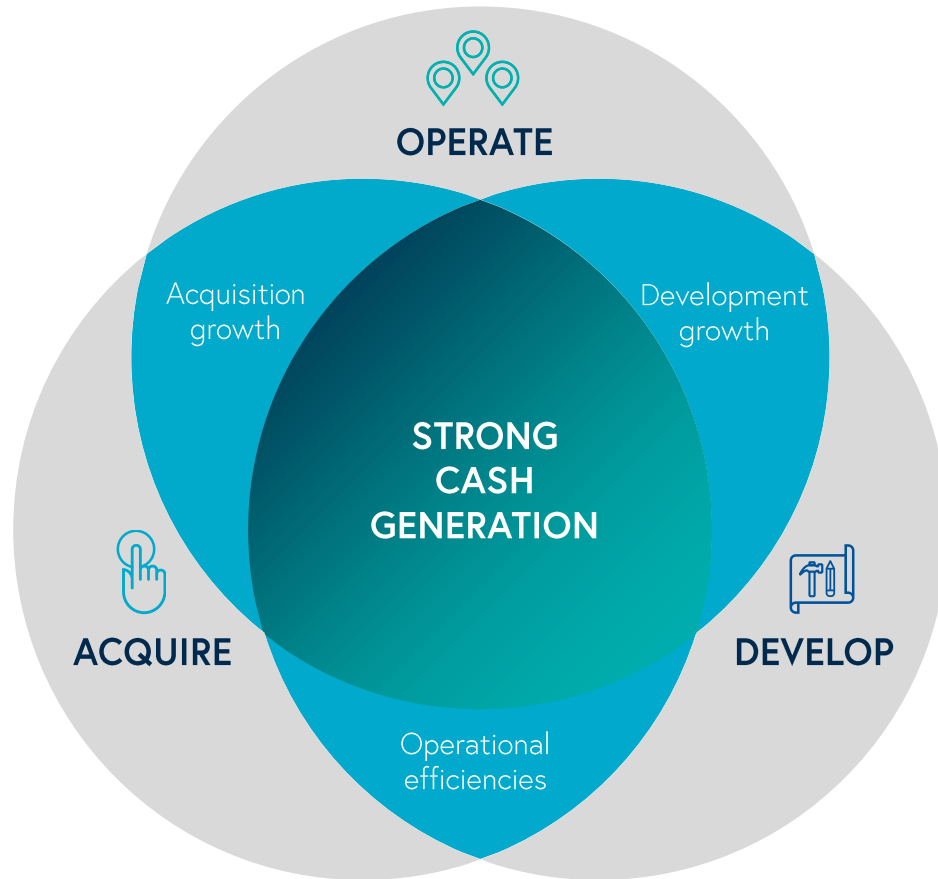 OPERATE
Acquisition
growth
Development
growth
STRONG
CASH
GENERATION
ACQUIRE
DEVELOP
Operational
efficiencies